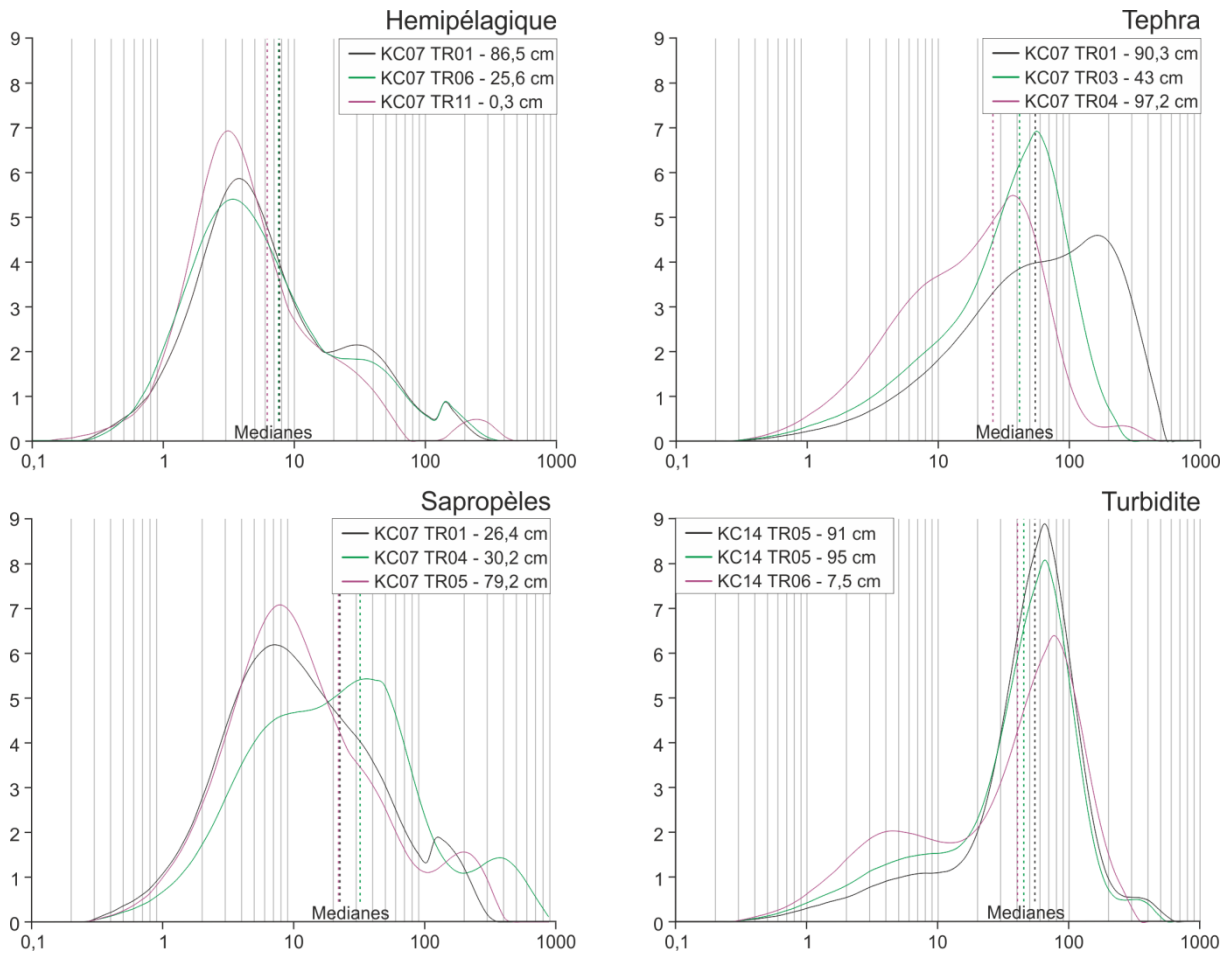 Hemipélagique
KC07 TR01 - 86,5 cm
KC07 TR06 - 25,6 cm
KC07 TR11 - 0,3 cm
9
8
7
6
5
4
3
2
1
0
Medianes
0,1 1 10 100 1000
Tephra
KC07 TR01 - 90,3 cm
KC07 TR03 - 43 cm
KC07 TR04 - 97,2 cm
9
8
7
6
5
4
3
2
1
0
Medianes
0,1 1 10 100 1000
Sapropèles
KC07 TR01 - 26,4 cm
KC07 TR04 - 30,2 cm
KC07 TR05 - 79,2 cm
9
8
7
6
5
4
3
2
1
0
Medianes
0,1 1 10 100 1000
Turbidite
KC14 TR05 - 91 cm
KC14 TR05 - 95 cm
KC14 TR06 - 7,5 cm
9
8
7
6
5
4
3
2
1
0
Medianes
0,1 1 10 100 1000